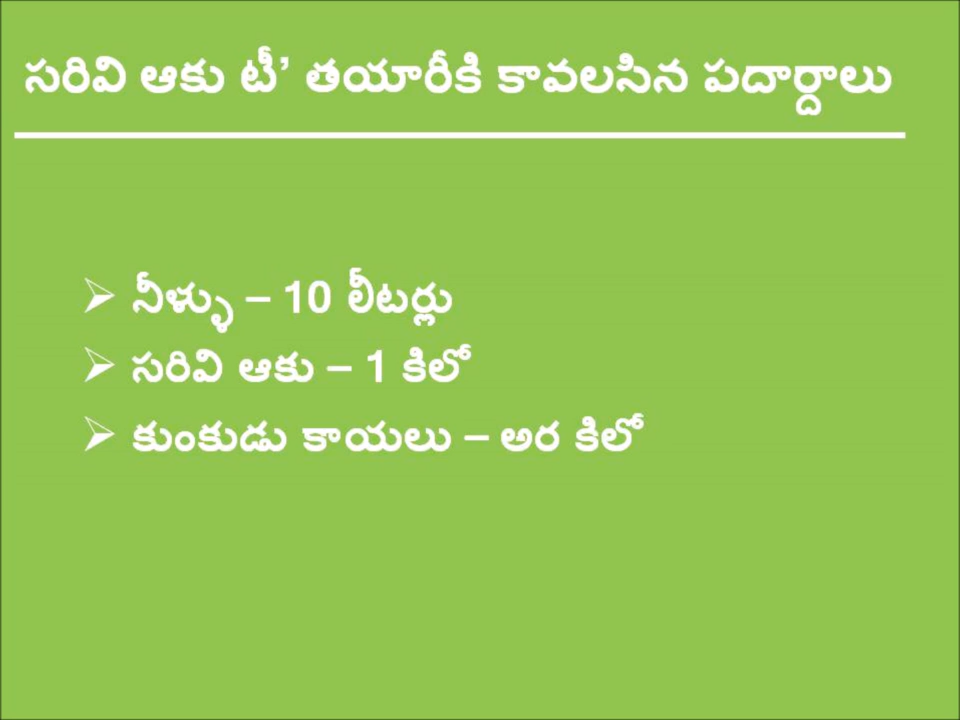 సరివి ఆకు టీ’ తయారీకి కావలసిన పదార్దాలు
➢ నీళ్ళు – 10 లీటర్లు
➢ సరివి ఆకు – 1 కిలో
➢ కుంకుడు కాయలు – అర కిలో